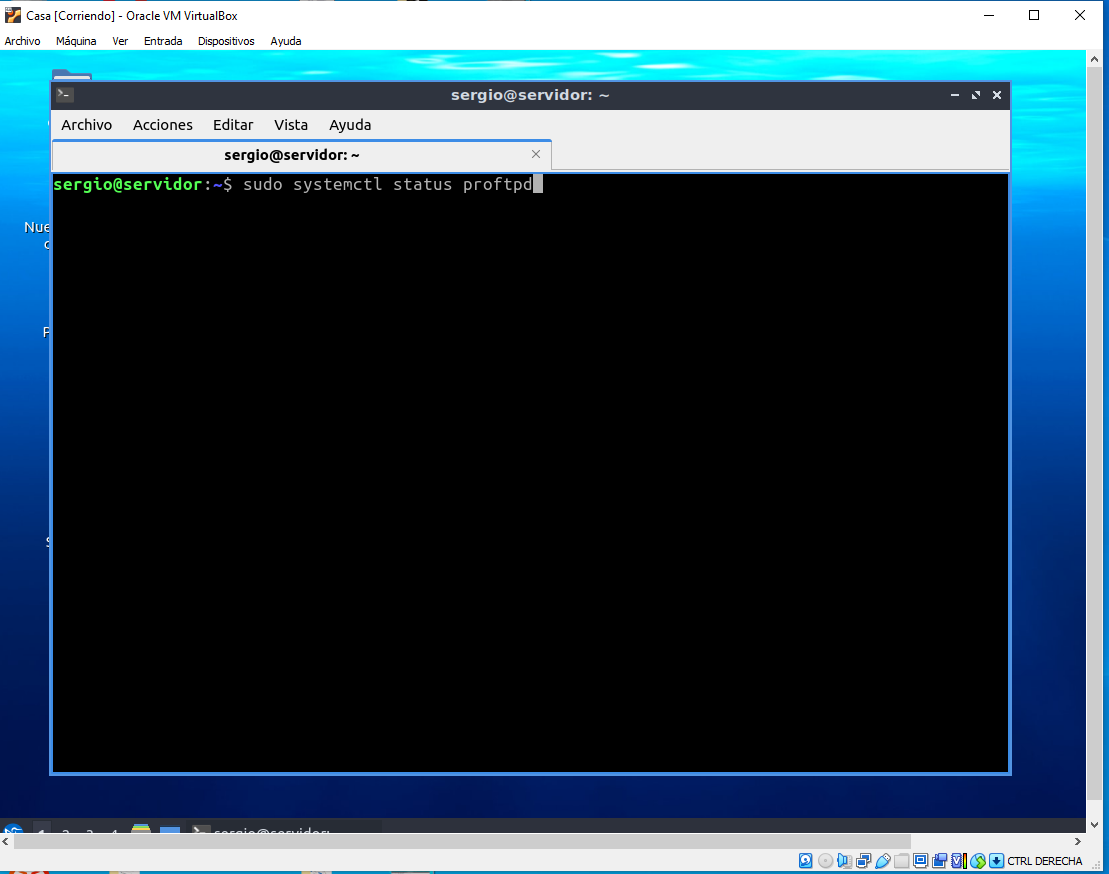 Casa [Corriendo] - Oracle VM VirtualBox
Archivo Máquina Ver Entrada Dispositivos Ayuda
sergio@servidor: ~
Archivo Acciones Editar Vista Ayuda
sergio@servidor: ~
sergio@servidor:~$ sudo systemctl status proftpd
Nue
P
S
1 2 3 4 sergio@servidor:
CTRL DERECHA